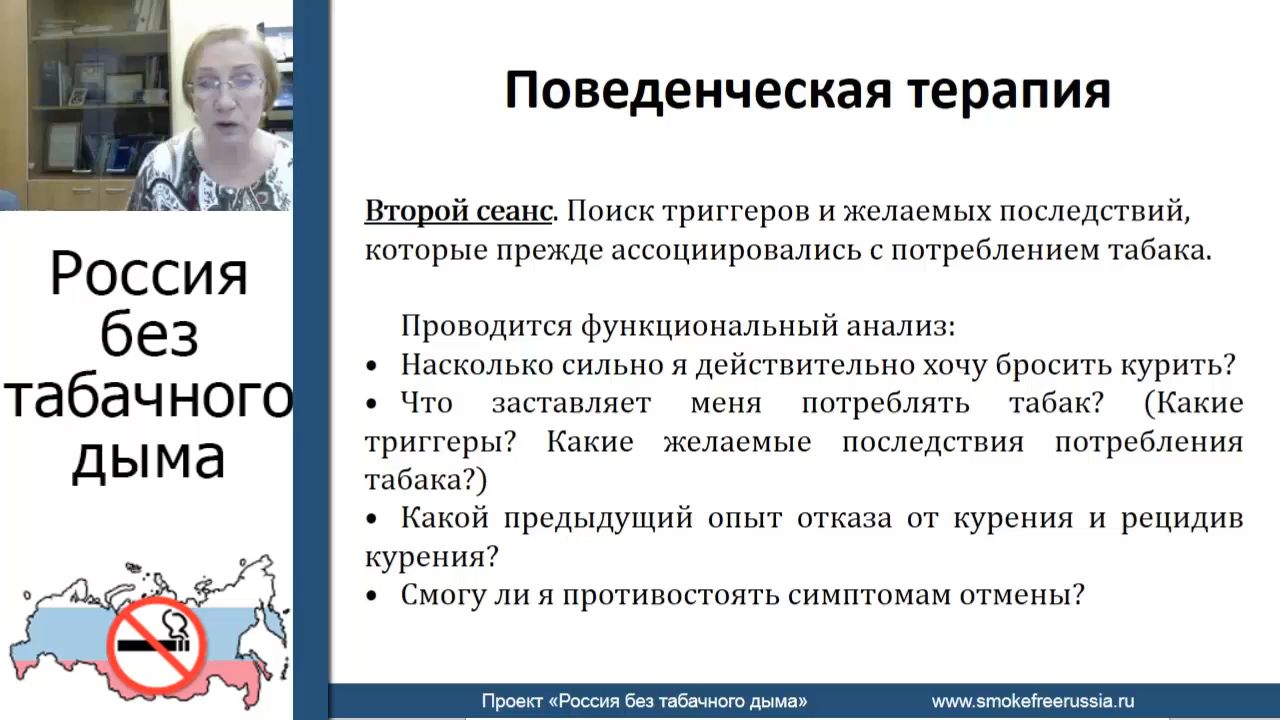 Поведенческая терапия
Второй сеанс. Поиск триггеров и желаемых последствий,
которые прежде ассоциировались с потреблением табака.
Проводится функциональный анализ:
• Насколько сильно я действительно хочу бросить курить?
• Что заставляет меня потреблять табак? (Какие
триггеры? Какие желаемые последствия потребления
табака?)
• Какой предыдущий опыт отказа от курения и рецидив
курения?
• Смогу ли я противостоять симптомам отмены?
Россия
без
табачного
дыма
Проект «Россия без табачного дыма»
www.smokefreerussia.ru